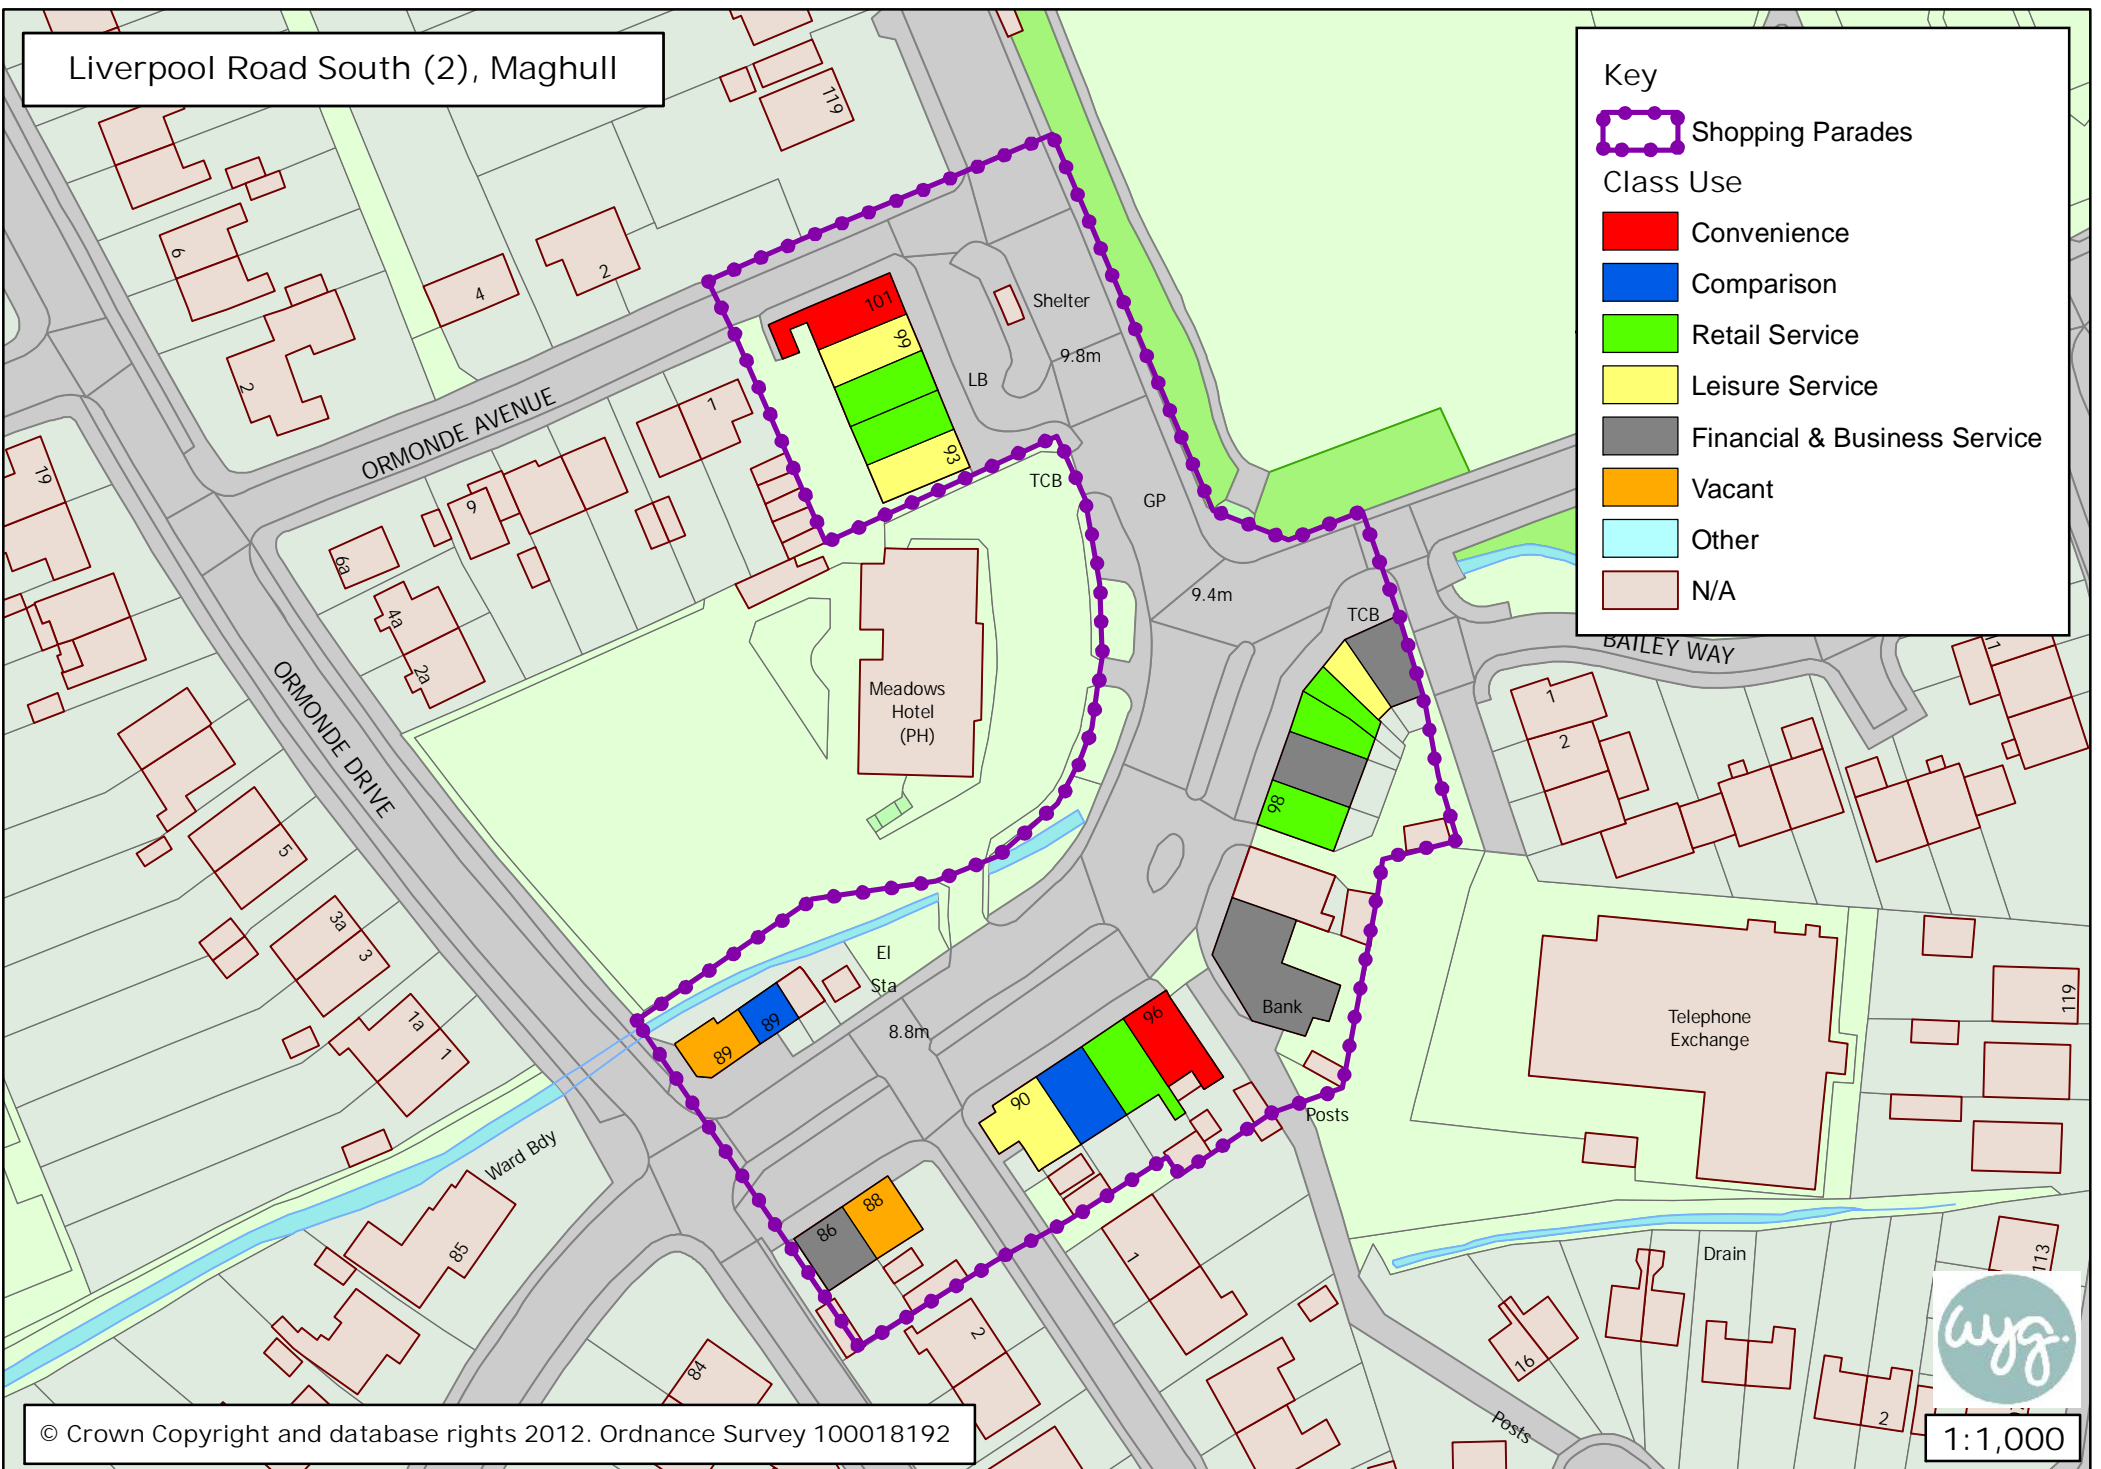 Liverpool Road South (2), Maghull
Key
Shopping Parades
Class Use
Convenience
Comparison
Retail Service
Leisure Service
Financial & Business Service
Vacant
Other
N/A
119
6
2
4
2
101
99
93
Shelter
9.8m
LB
TCB
GP
1
ORMONDE AVENUE
19
9
6a
4a
2a
9.4m
TCB
BAILEY WAY
1
1
2
Meadows
Hotel
(PH)
ORMONDE DRIVE
98
5
3a
3
1a
1
El
Sta
8.8m
89
89
Bank
96
90
Posts
Telephone
Exchange
119
Ward Bdy
85
86
88
1
2
84
Drain
113
16
2
Posts
ayg.
© Crown Copyright and database rights 2012. Ordnance Survey 100018192
1:1,000